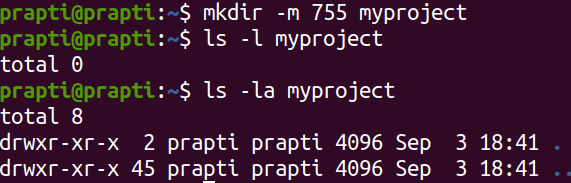 prapti@prapti:~$ mkdir -m 755 myproject
prapti@prapti:~$ ls -l myproject
total 0
prapti@prapti:~$ ls -la myproject
total 8
drwxr-xr-x  2 prapti prapti 4096 Sep  3 18:41 .
drwxr-xr-x 45 prapti prapti 4096 Sep  3 18:41 ..